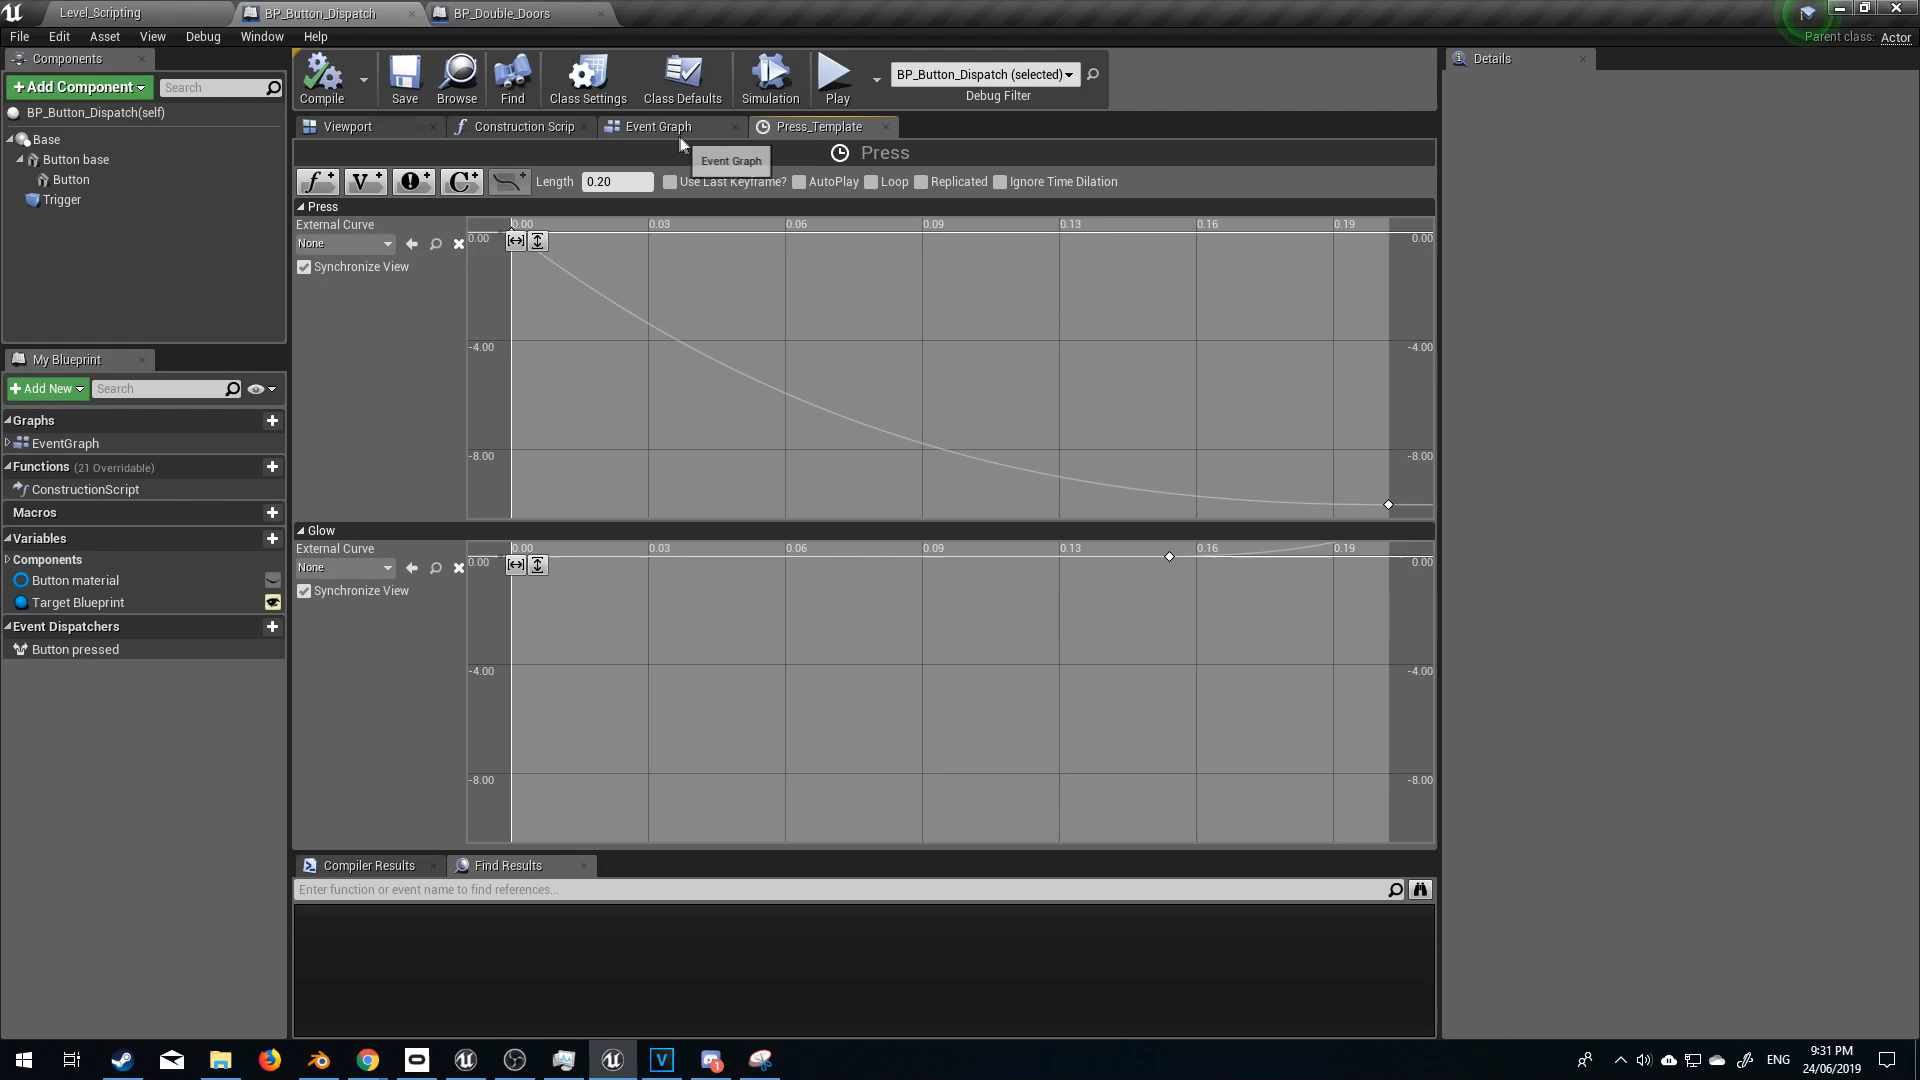 Level_Scripting
BP_Button_Dispatch
BP_Double_Doors
File Edit Asset View Debug Window Help
Parent class: Actor
Components
+Add Component
Search
BP_Button_Dispatch(self)
Base
Button base
Button
Trigger
Compile
Save
Browse
Find
Class Settings
Class Defaults
Simulation
Play
BP_Button_Dispatch (selected)
Debug Filter
Details
Viewport
Construction Scrip
Event Graph
Press_Template
Event Graph
Press
Length 0.20
Use Last Keyframe?
AutoPlay
Loop
Replicated
Ignore Time Dilation
Press
External Curve
None
Synchronize View
0.00 0.03 0.06 0.09 0.13 0.16 0.19
0.00 0.00
-4.00 -4.00
-8.00 -8.00
Glow
External Curve
None
Synchronize View
0.00 0.03 0.06 0.09 0.13 0.16 0.19
0.00 0.00
-4.00 -4.00
-8.00 -8.00
My Blueprint
+Add New
Search
Graphs
EventGraph
Functions (21 Overridable)
ConstructionScript
Macros
Variables
Components
Button material
Target Blueprint
Event Dispatchers
Button pressed
Compiler Results
Find Results
Enter function or event name to find references...
ENG
9:31 PM
24/06/2019